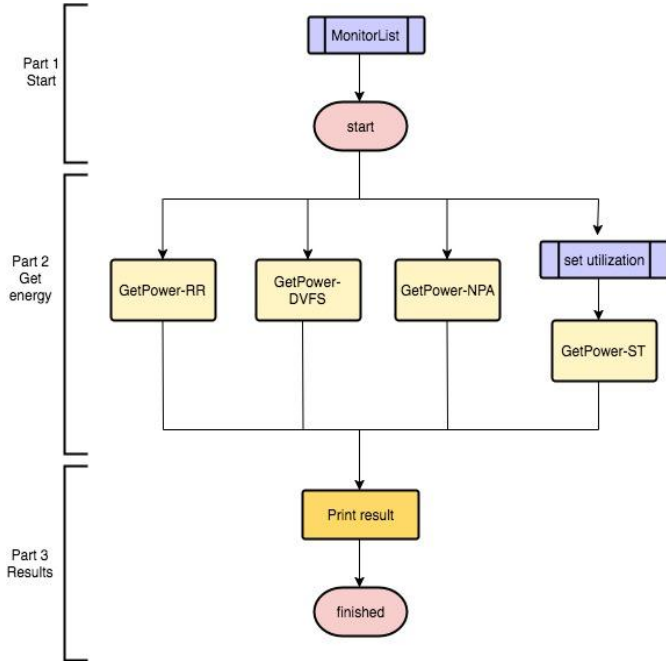 Part 1
Start
MonitorList
start
Part 2
Get
energy
GetPower-RR
GetPower-
DVFS
GetPower-NPA
set utilization
GetPower-ST
Part 3
Results
Print result
finished